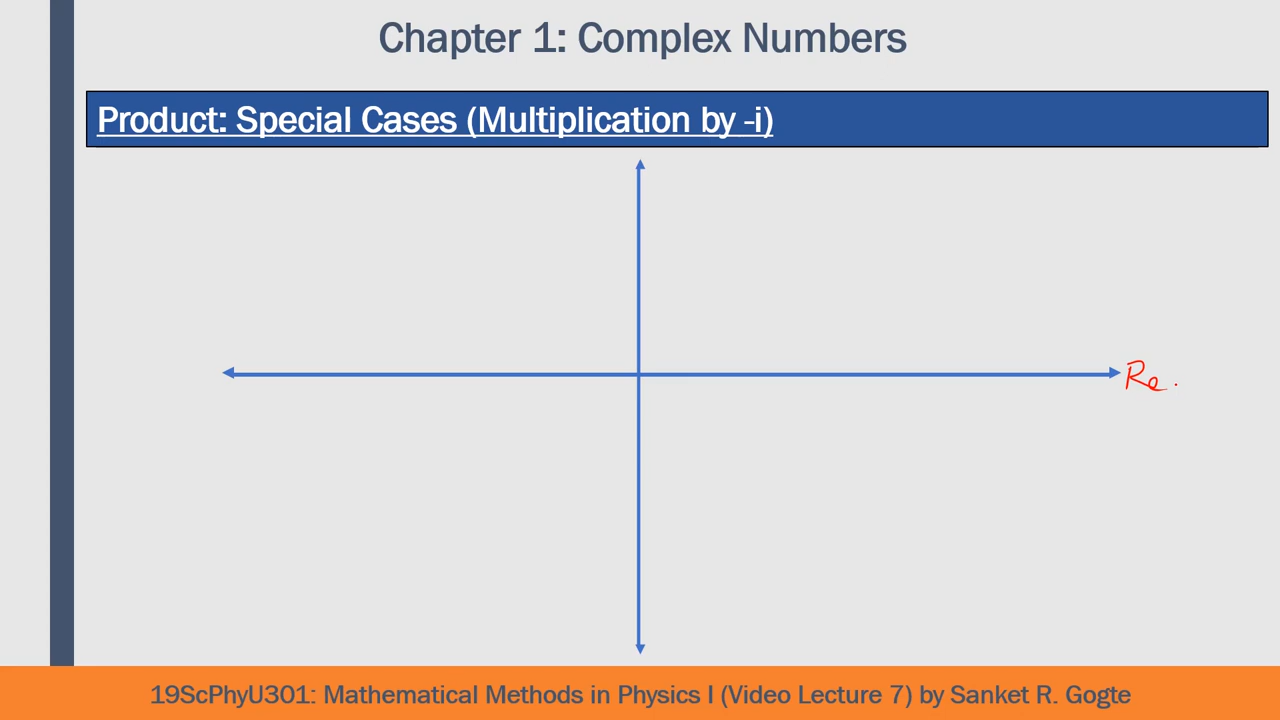 Chapter 1: Complex Numbers
Product: Special Cases (Multiplication by -i)
Re.
19ScPhyU301: Mathematical Methods in Physics I (Video Lecture 7) by Sanket R. Gogte